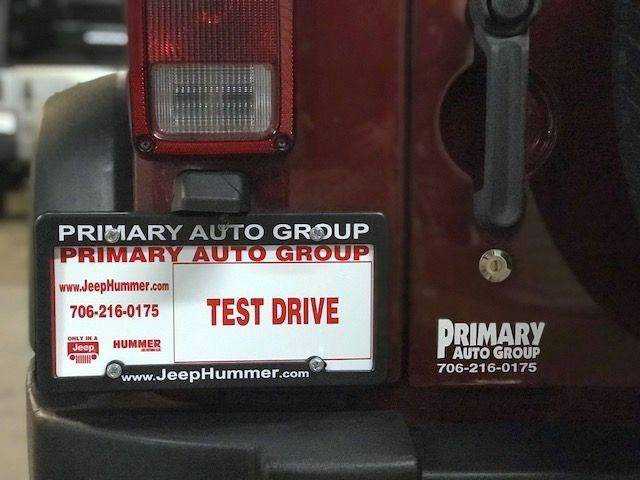 PRIMARY AUTO GROUP
PRIMARY AUTO GROUP
www.JeepHummer.com
706-216-0175
TEST DRIVE
ONLY IN A
Jeep
HUMMER
www.JeepHummer.com
PRIMARY
AUTO GROUP
706-216-0175